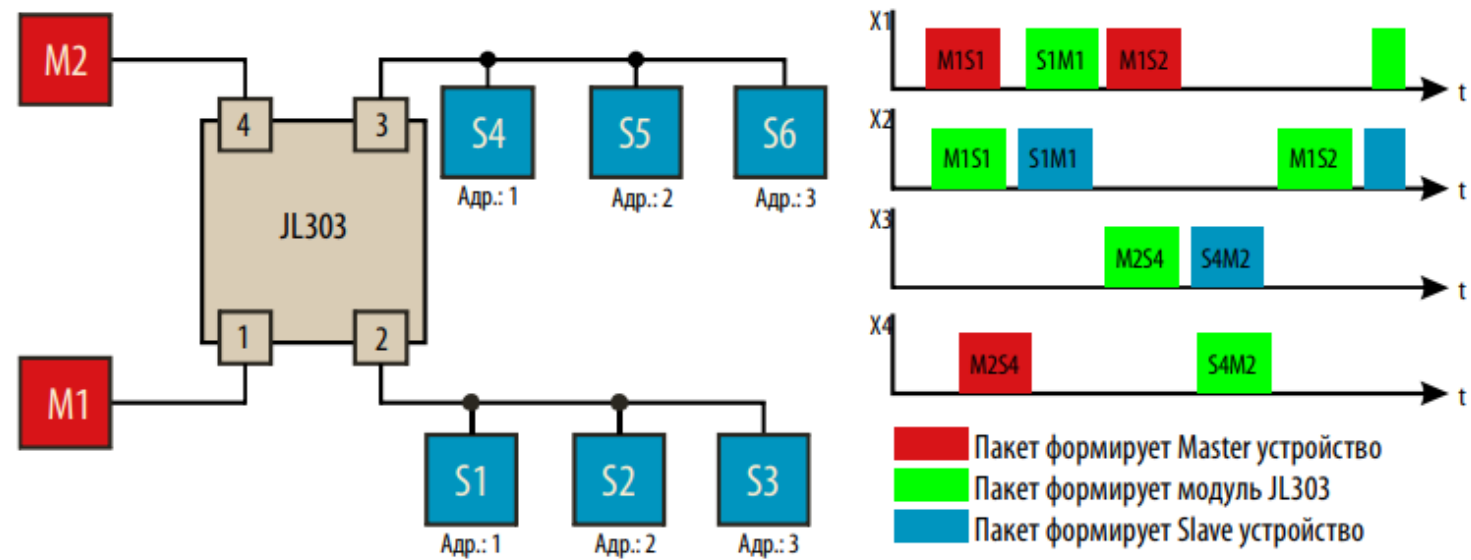 M2
4
3
S4
S5
S6
Адр.: 1
Адр.: 2
Адр.: 3
JL303
1
2
M1
S1
S2
S3
Адр.: 1
Адр.: 2
Адр.: 3
X1
M1S1
S1M1
M1S2
t
X2
M1S1
S1M1
M1S2
t
X3
M2S4
S4M2
t
X4
M2S4
S4M2
t
Пакет формирует Master устройство
Пакет формирует модуль JL303
Пакет формирует Slave устройство